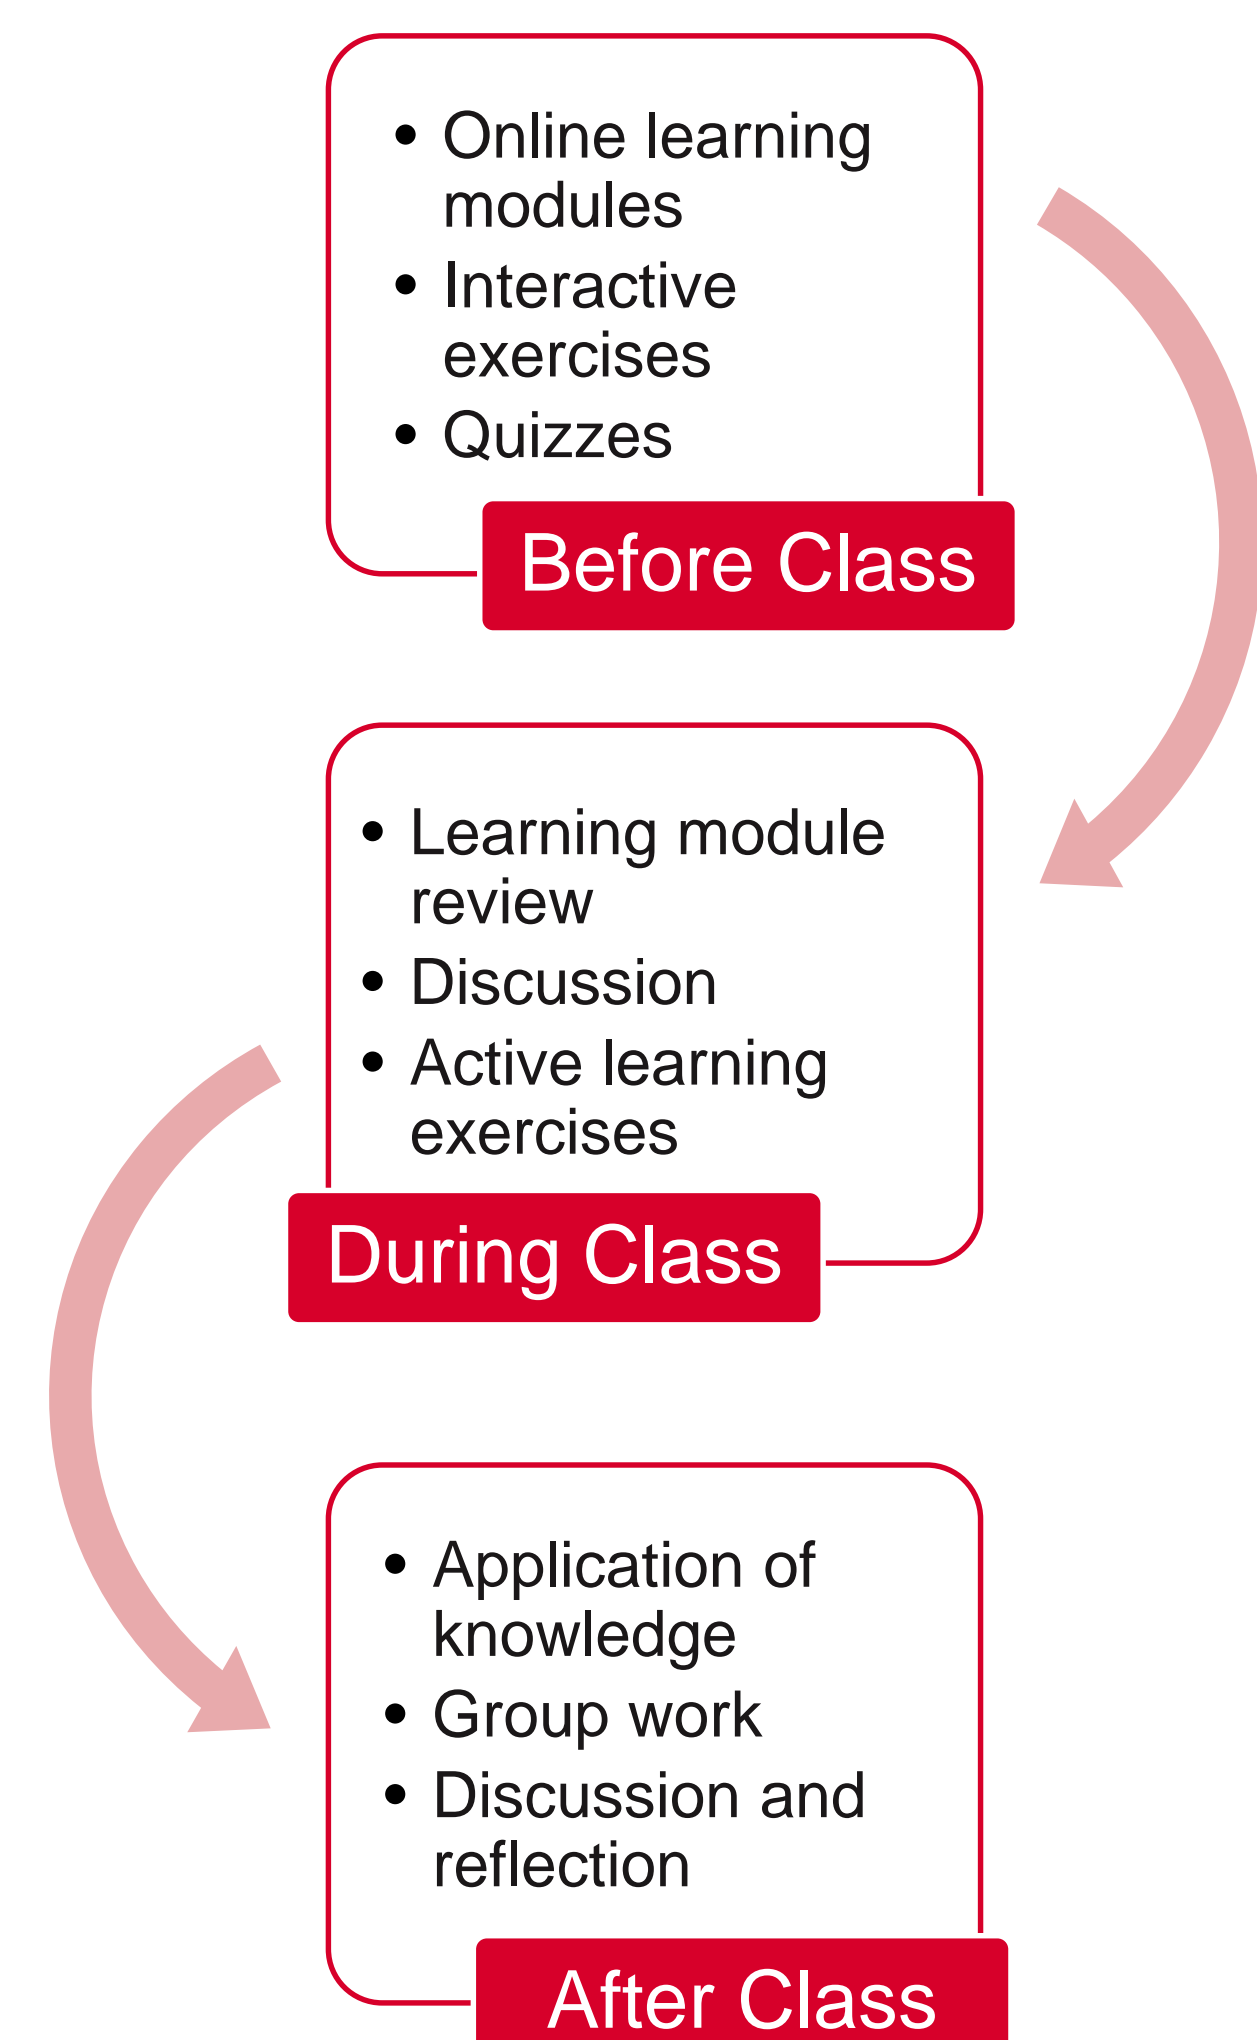 • Online learning
modules
• Interactive
exercises
• Quizzes
Before Class
• Learning module
review
• Discussion
• Active learning
exercises
During Class
• Application of
knowledge
• Group work
• Discussion and
reflection
After Class